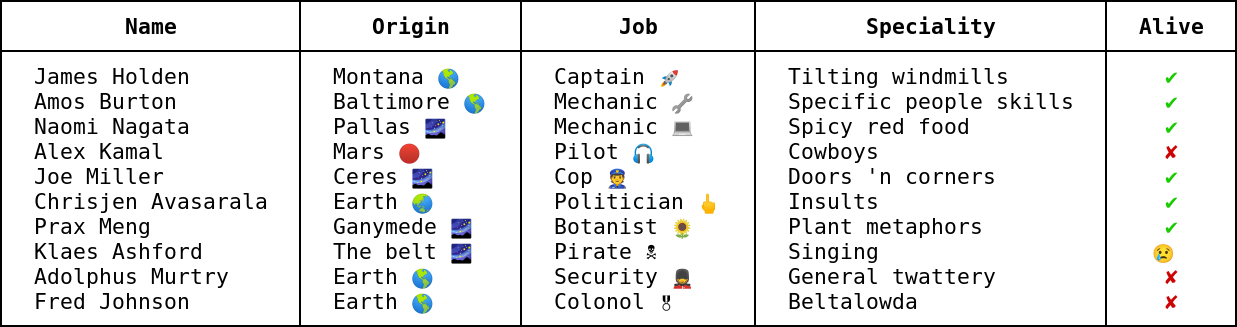 Name Origin Job Speciality Alive
James Holden Montana 🌎 Captain 🚀 Tilting windmills ✔
Amos Burton Baltimore 🌎 Mechanic 🔧 Specific people skills ✔
Naomi Nagata Pallas 🌌 Mechanic 💻 Spicy red food ✔
Alex Kamal Mars 🔴 Pilot 🎧 Cowboys ✘
Joe Miller Ceres 🌌 Cop 👮 Doors 'n corners ✔
Chrisjen Avasarala Earth 🌏 Politician 🖕 Insults ✔
Prax Meng Ganymede 🌌 Botanist 🌻 Plant metaphors ✔
Klaes Ashford The belt 🌌 Pirate ☠ Singing 😢
Adolphus Murtry Earth 🌎 Security 💂 General twattery ✘
Fred Johnson Earth 🌎 Colonol 🎖 Beltalowda ✘